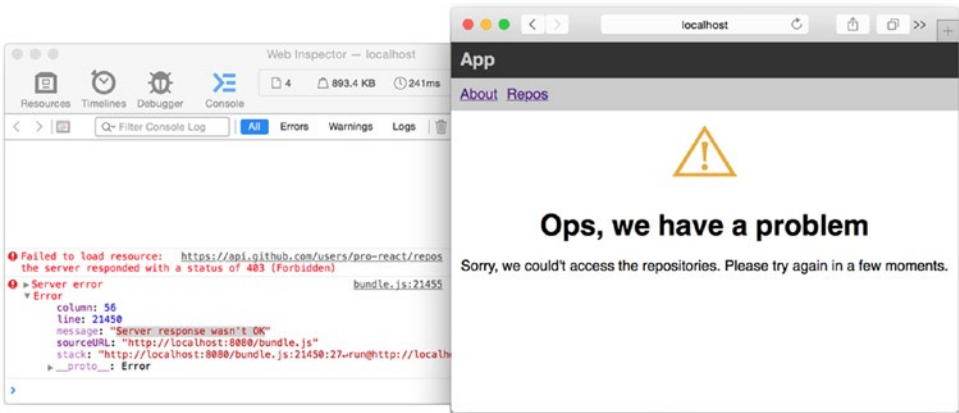 Web Inspector — localhost
Resources Timelines Debugger Console 4 893.4 KB 241ms
Filter Console Log All Errors Warnings Logs
Failed to load resource: https://api.github.com/users/pro-react/repos
the server responded with a status of 403 (Forbidden)
Server error bundle.js:21455
Error
column: 56
line: 21450
message: "Server response wasn't OK"
sourceURL: "http://localhost:8080/bundle.js"
stack: "http://localhost:8080/bundle.js:21450:27↵run@http://localh
__proto__: Error
localhost
App
About Repos
Ops, we have a problem
Sorry, we could't access the repositories. Please try again in a few moments.